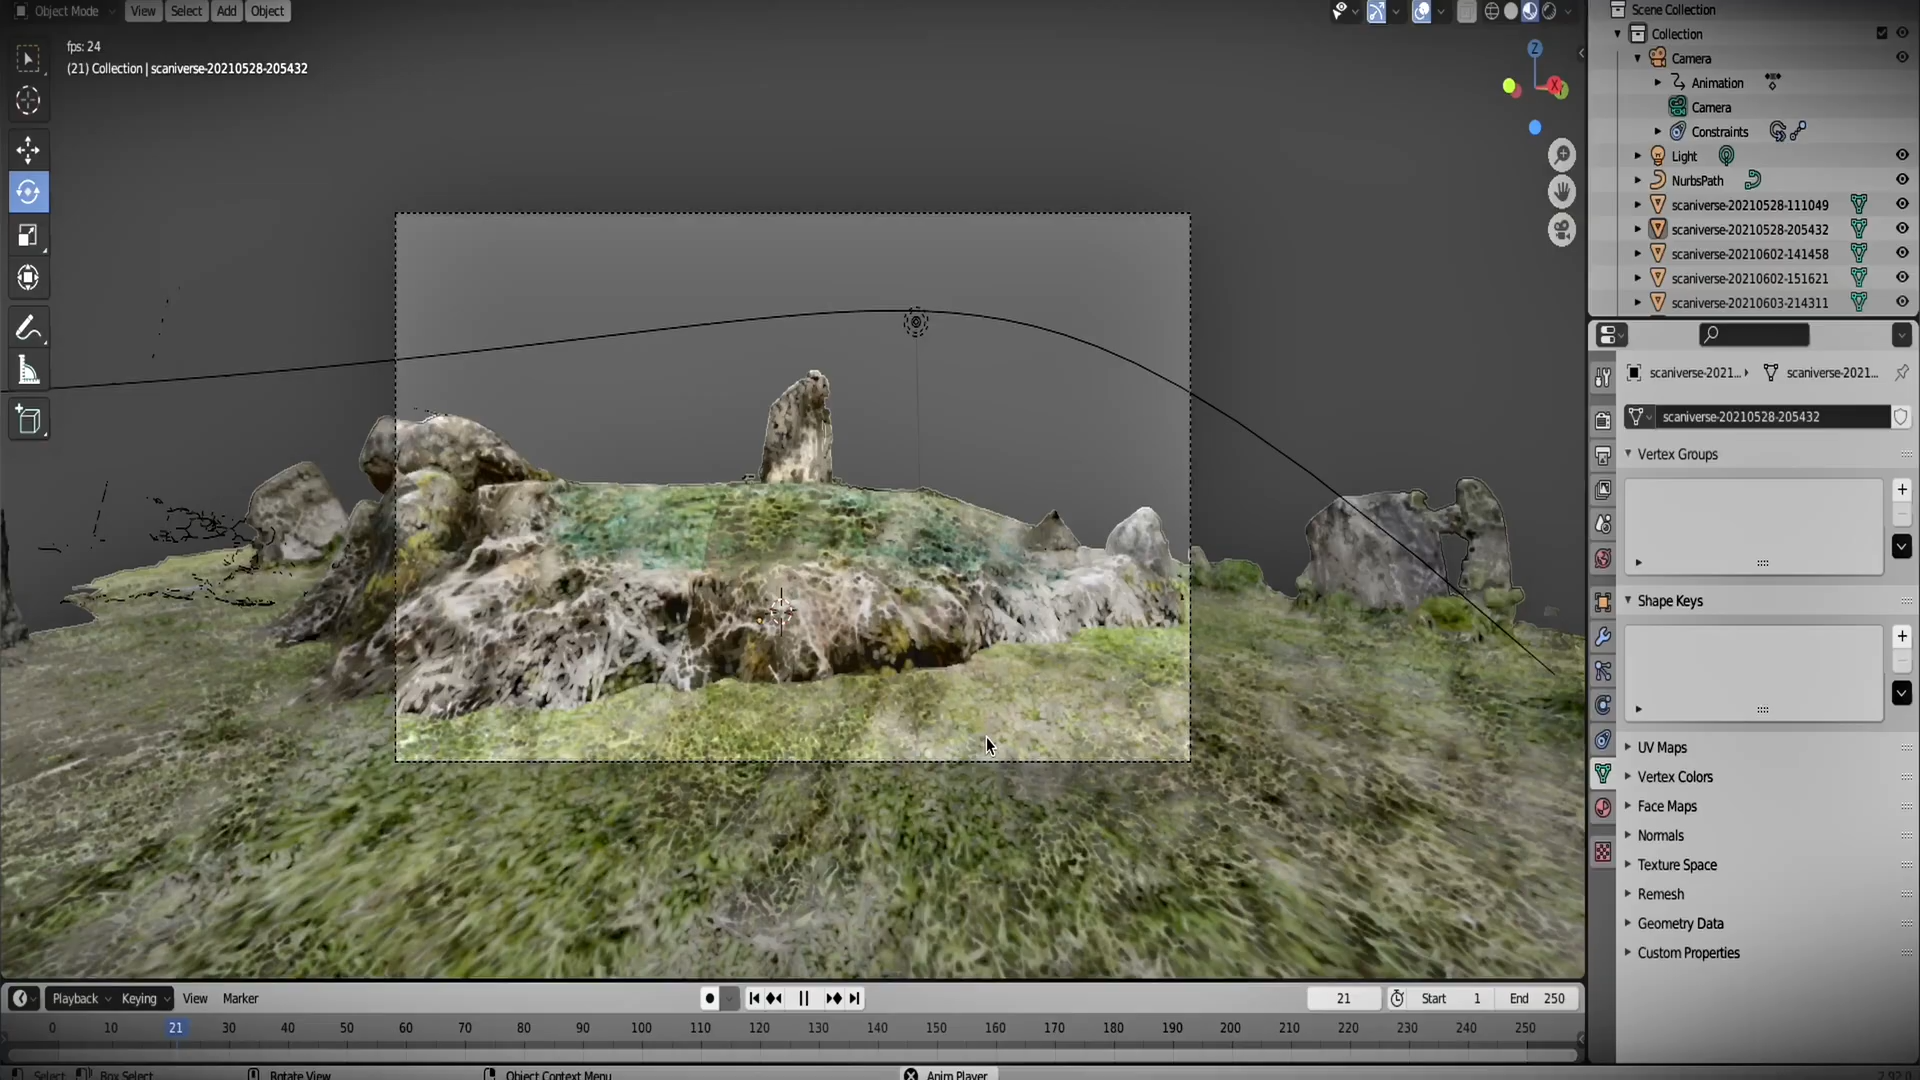 Object Mode View Select Add Object
fps: 24
(21) Collection | scaniverse-20210528-205432
Z
X
Scene Collection
Collection
Camera
Animation
Camera
Constraints
Light
NurbsPath
scaniverse-20210528-111049
scaniverse-20210528-205432
scaniverse-20210602-141458
scaniverse-20210602-151621
scaniverse-20210603-214311
scaniverse-2021... scaniverse-2021...
scaniverse-20210528-205432
Vertex Groups
Shape Keys
UV Maps
Vertex Colors
Face Maps
Normals
Texture Space
Remesh
Geometry Data
Custom Properties
Playback Keying View Marker 21 Start 1 End 250
0 10 21 30 40 50 60 70 80 90 100 110 120 130 140 150 160 170 180 190 200 210 220 230 240 250
Select Box Select Rotate View Object Context Menu Anim Player 2.92.0